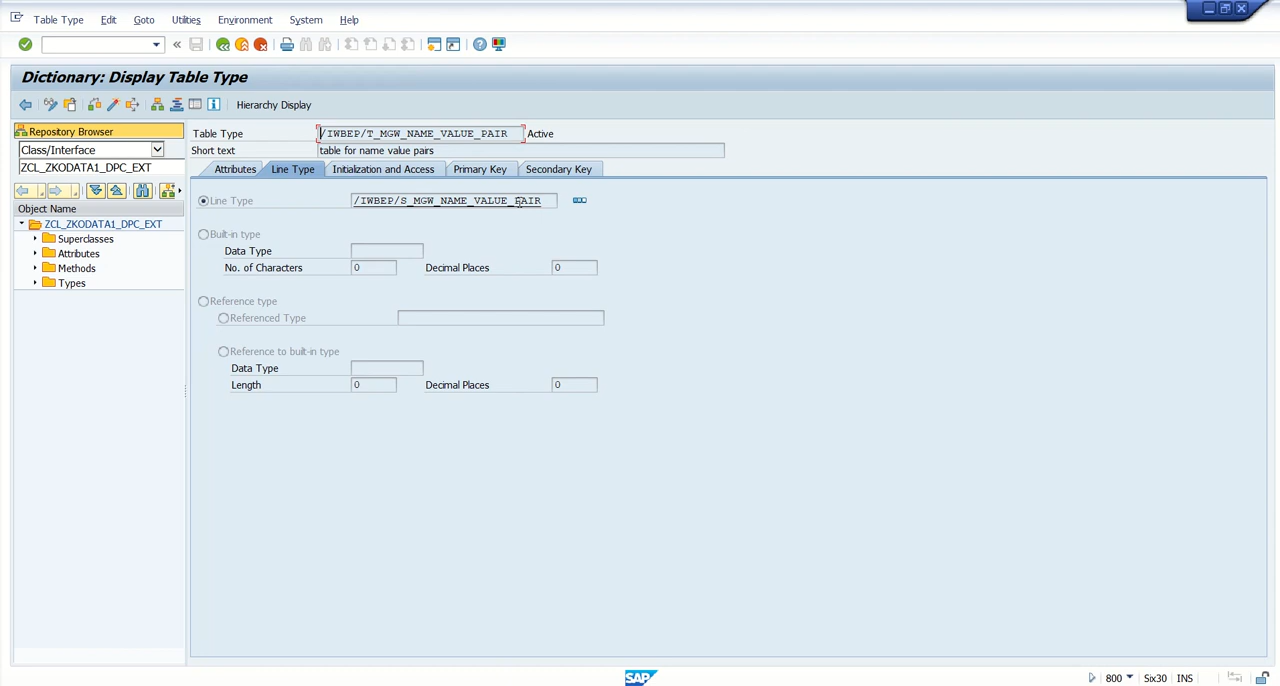 Table Type Edit Goto Utilities Environment System Help
Dictionary: Display Table Type
Hierarchy Display
Repository Browser
Class/Interface
ZCL_ZKODATA1_DPC_EXT
Object Name
ZCL_ZKODATA1_DPC_EXT
Superclasses
Attributes
Methods
Types
Table Type /IWBEP/T_MGW_NAME_VALUE_PAIR Active
Short text table for name value pairs
Attributes Line Type Initialization and Access Primary Key Secondary Key
Line Type /IWBEP/S_MGW_NAME_VALUE_PAIR
Built-in type
Data Type
No. of Characters 0 Decimal Places 0
Reference type
Referenced Type
Reference to built-in type
Data Type
Length 0 Decimal Places 0
SAP 800 Six30 INS